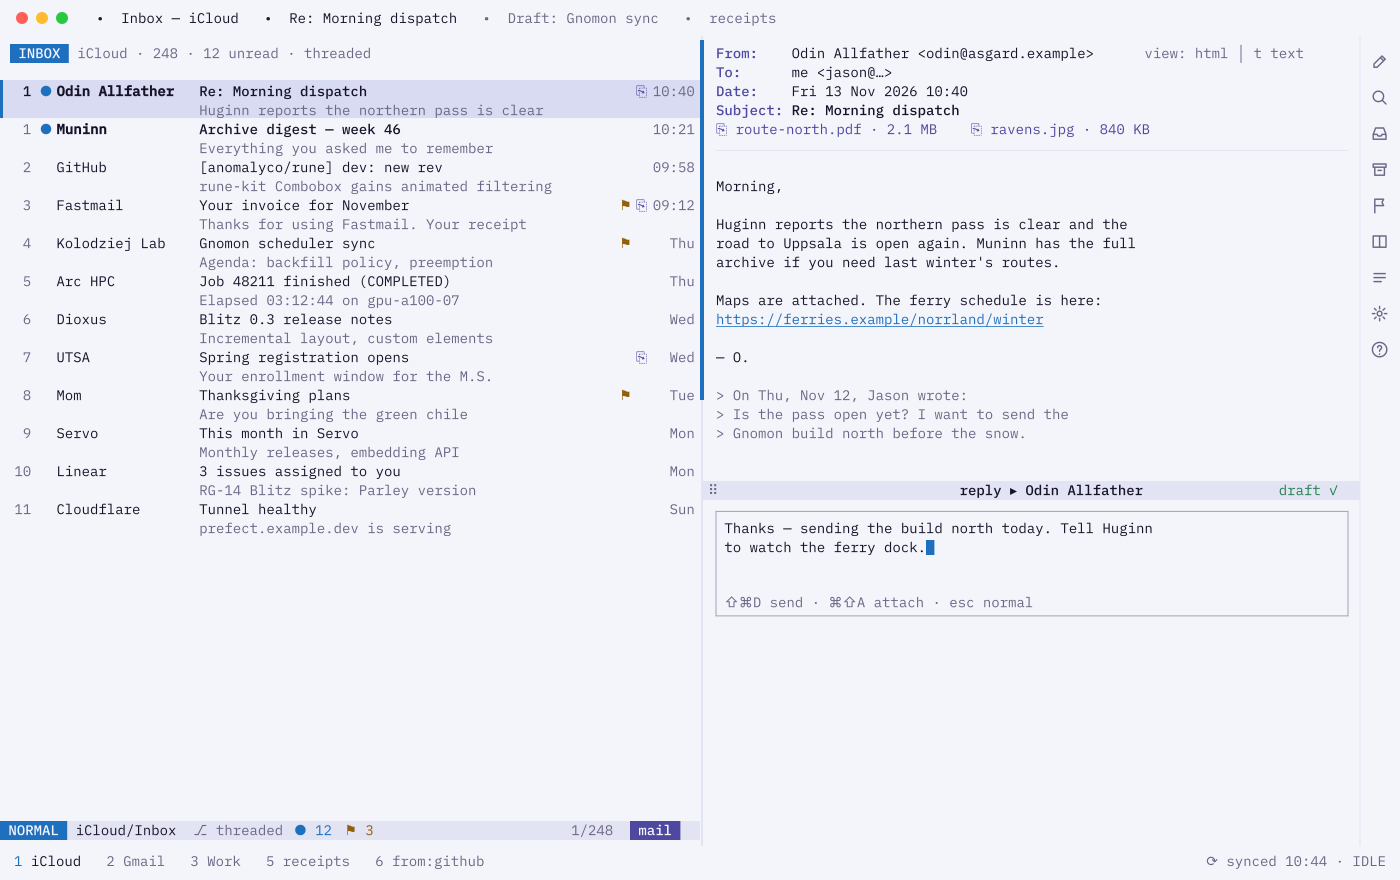 • Inbox — iCloud • Re: Morning dispatch • Draft: Gnomon sync • receipts
INBOX iCloud · 248 · 12 unread · threaded
1 ● Odin Allfather Re: Morning dispatch ⎘ 10:40
Huginn reports the northern pass is clear
1 ● Muninn Archive digest — week 46 10:21
Everything you asked me to remember
2 GitHub [anomalyco/rune] dev: new rev 09:58
rune-kit Combobox gains animated filtering
3 Fastmail Your invoice for November ⚑ ⎘ 09:12
Thanks for using Fastmail. Your receipt
4 Kolodziej Lab Gnomon scheduler sync ⚑ Thu
Agenda: backfill policy, preemption
5 Arc HPC Job 48211 finished (COMPLETED) Thu
Elapsed 03:12:44 on gpu-a100-07
6 Dioxus Blitz 0.3 release notes Wed
Incremental layout, custom elements
7 UTSA Spring registration opens ⎘ Wed
Your enrollment window for the M.S.
8 Mom Thanksgiving plans ⚑ Tue
Are you bringing the green chile
9 Servo This month in Servo Mon
Monthly releases, embedding API
10 Linear 3 issues assigned to you Mon
RG-14 Blitz spike: Parley version
11 Cloudflare Tunnel healthy Sun
prefect.example.dev is serving
NORMAL iCloud/Inbox ⎇ threaded ● 12 ⚑ 3 1/248 mail
From: Odin Allfather <odin@asgard.example> view: html │ t text
To: me <jason@…>
Date: Fri 13 Nov 2026 10:40
Subject: Re: Morning dispatch
⎘ route-north.pdf · 2.1 MB ⎘ ravens.jpg · 840 KB
Morning,
Huginn reports the northern pass is clear and the
road to Uppsala is open again. Muninn has the full
archive if you need last winter's routes.
Maps are attached. The ferry schedule is here:
https://ferries.example/norrland/winter
— O.
> On Thu, Nov 12, Jason wrote:
> Is the pass open yet? I want to send the
> Gnomon build north before the snow.
⠿ reply ▸ Odin Allfather draft ✓
Thanks — sending the build north today. Tell Huginn
to watch the ferry dock.
⇧⌘D send · ⌘⇧A attach · esc normal
1 iCloud 2 Gmail 3 Work 5 receipts 6 from:github ⟳ synced 10:44 · IDLE